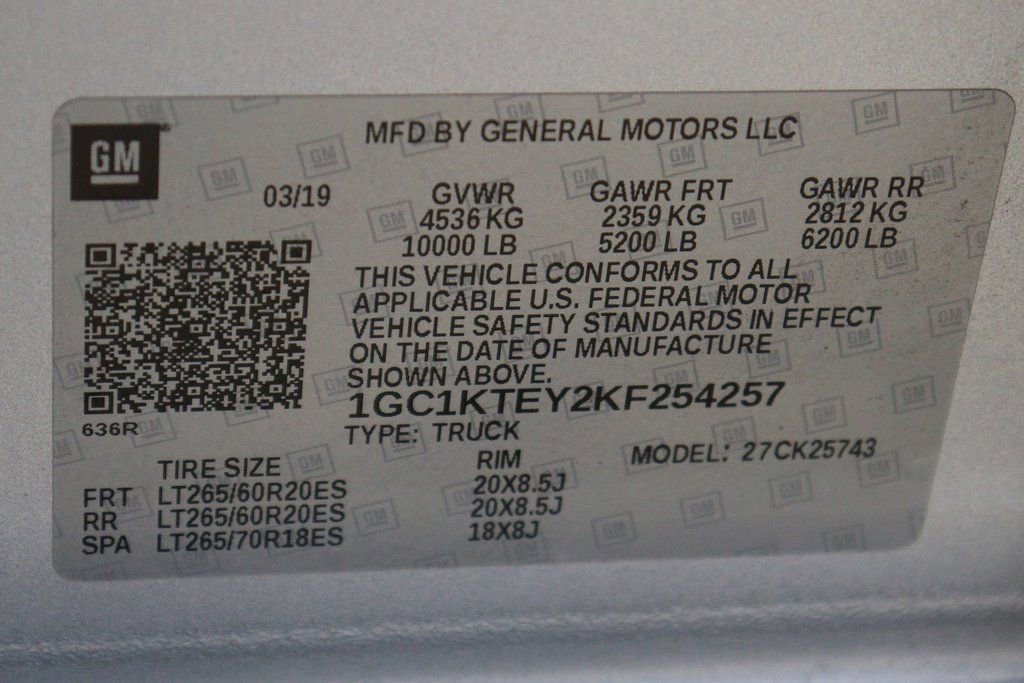 GM
MFD BY GENERAL MOTORS LLC
03/19
GVWR GAWR FRT GAWR RR
4536 KG 2359 KG 2812 KG
10000 LB 5200 LB 6200 LB
THIS VEHICLE CONFORMS TO ALL
APPLICABLE U.S. FEDERAL MOTOR
VEHICLE SAFETY STANDARDS IN EFFECT
ON THE DATE OF MANUFACTURE
SHOWN ABOVE.
1GC1KTEY2KF254257
636R
TYPE: TRUCK
MODEL: 27CK25743
TIRE SIZE RIM
FRT LT265/60R20ES 20X8.5J
RR LT265/60R20ES 20X8.5J
SPA LT265/70R18ES 18X8J